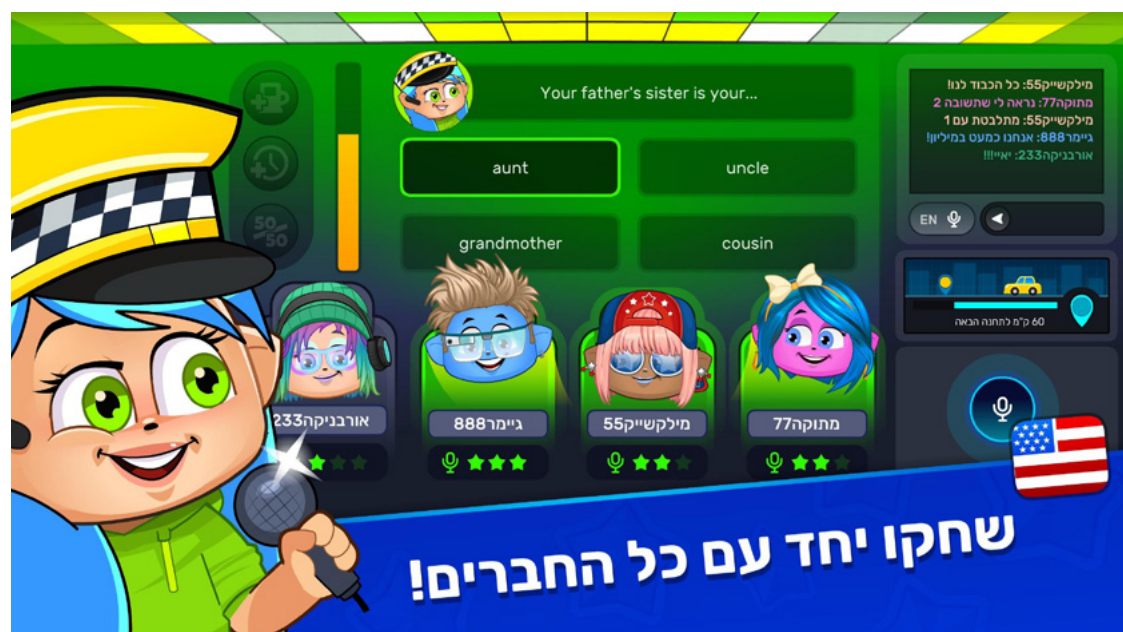 Your father's sister is your...
aunt
uncle
grandmother
cousin
50/50
מילקשייק55: כל הכבוד לנו!
מתוקה77: נראה לי שתשובה 2
מילקשייק55: מתלבטת עם 1
גיימר888: אנחנו כמעט במיליון!
אורבניקה233: יאיי!!!
EN
60 ק"מ לתחנה הבאה
אורבניקה233
גיימר888
מילקשייק55
מתוקה77
שחקו יחד עם כל החברים!